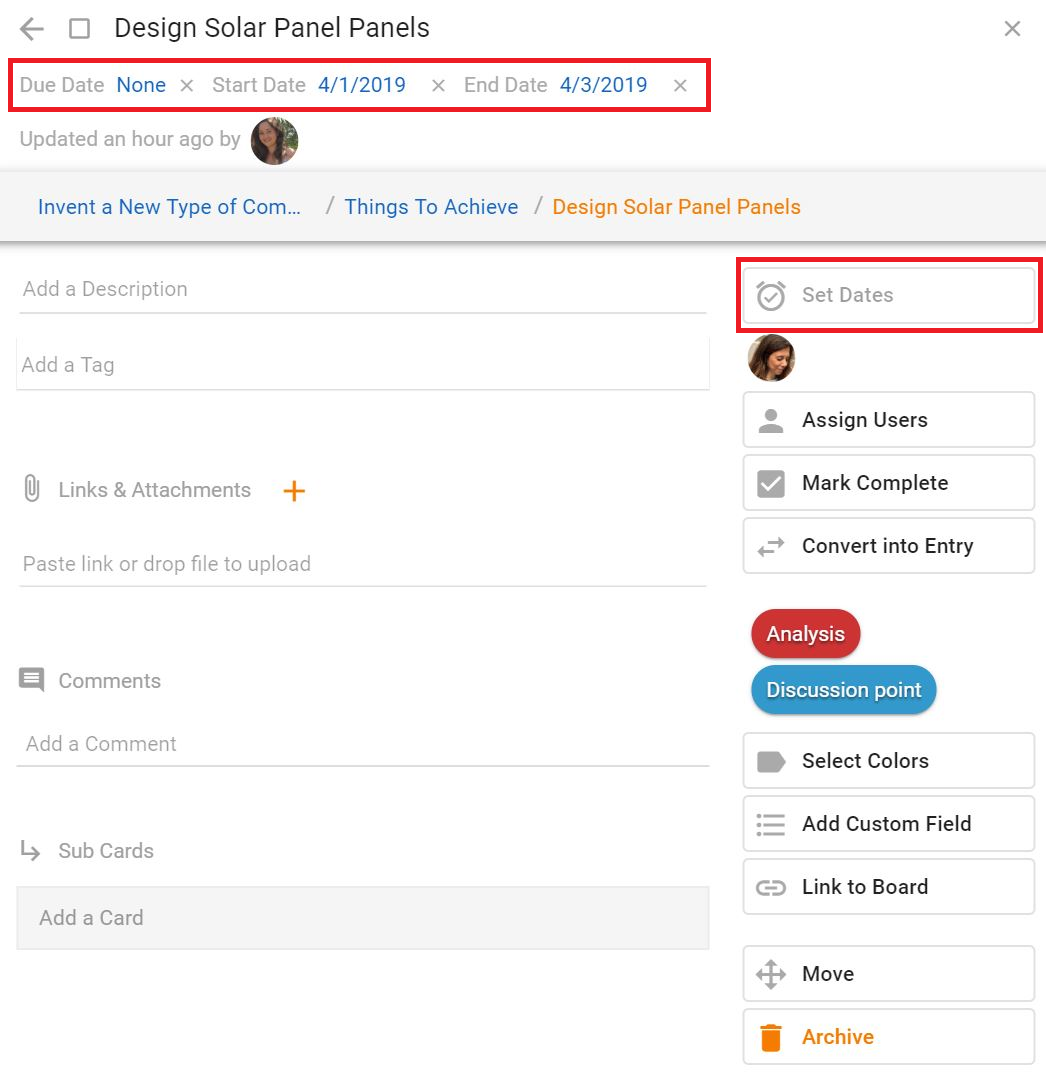 Design Solar Panel Panels
Due Date None Start Date 4/1/2019 End Date 4/3/2019
Updated an hour ago by
Invent a New Type of Com... / Things To Achieve / Design Solar Panel Panels
Add a Description
Add a Tag
Links & Attachments
Paste link or drop file to upload
Comments
Add a Comment
Sub Cards
Add a Card
Set Dates
Assign Users
Mark Complete
Convert into Entry
Analysis
Discussion point
Select Colors
Add Custom Field
Link to Board
Move
Archive